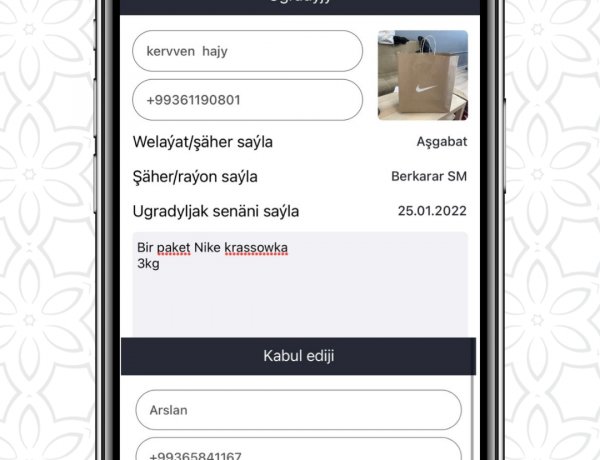 kervven hajy
+99361190801
Welaýat/şäher saýla
Aşgabat
Şäher/raýon saýla
Berkarar SM
Ugradyljak senäni saýla
25.01.2022
Bir paket Nike krassowka
3kg
Kabul ediji
Arslan
+99365841167